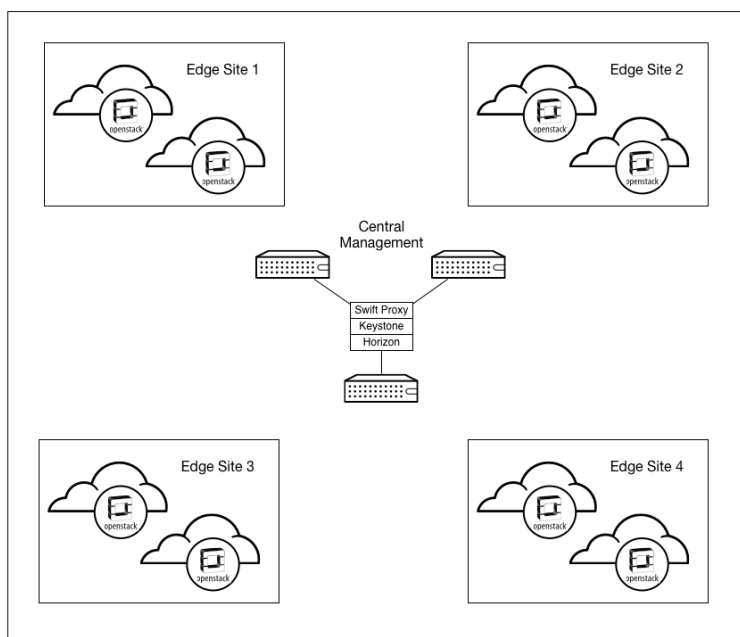 Edge Site 1
openstack
openstack
Edge Site 2
openstack
openstack
Central
Management
Swift Proxy
Keystone
Horizon
Edge Site 3
openstack
openstack
Edge Site 4
openstack
openstack